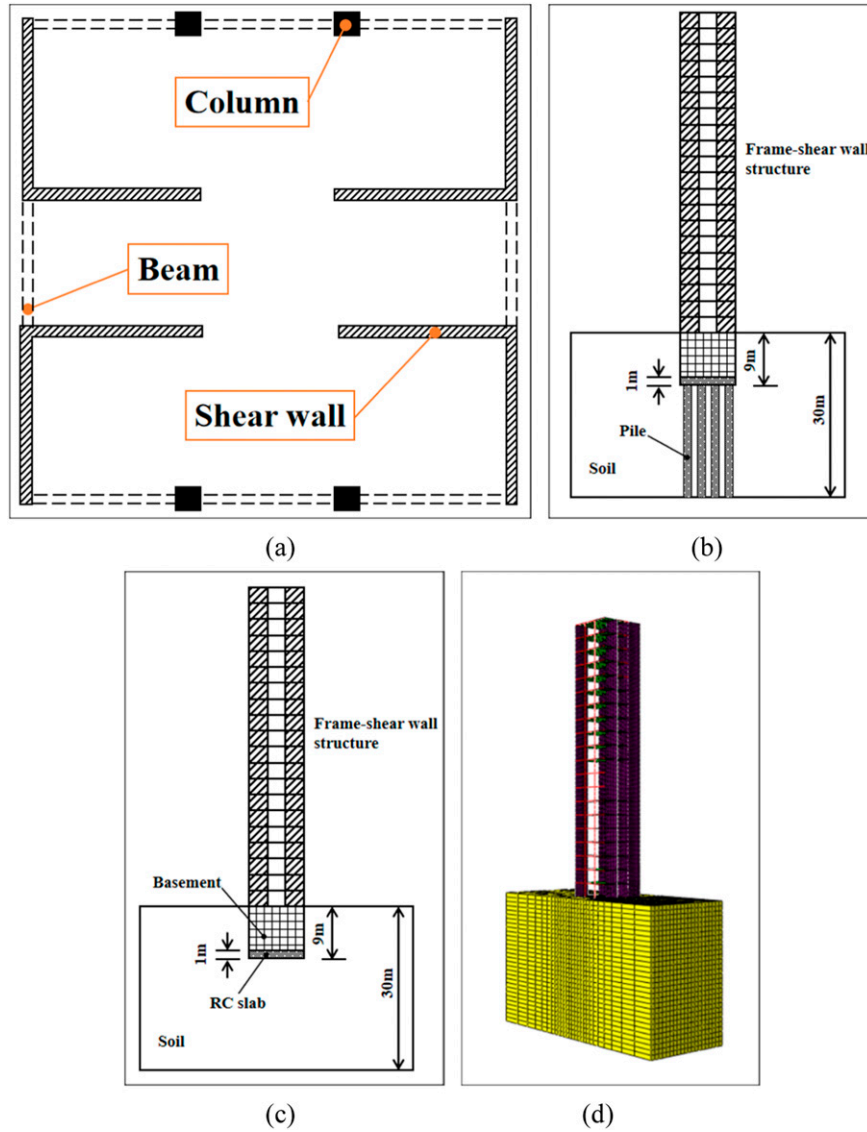 Column
Beam
Shear wall
(a)
Frame-shear wall
structure
1m
9m
30m
Pile
Soil
(b)
Frame-shear wall
structure
Basement
1m
9m
30m
RC slab
Soil
(c)
(d)